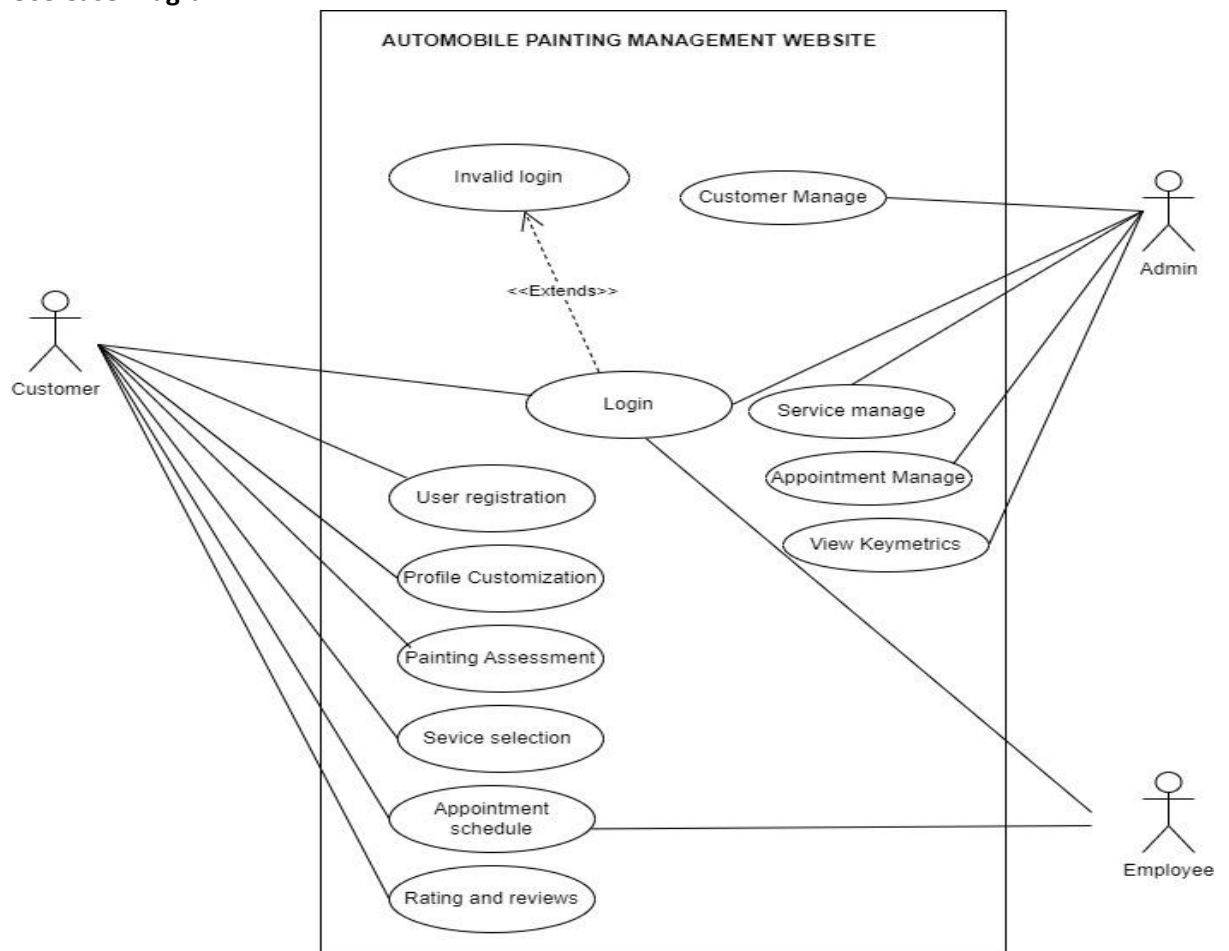 AUTOMOBILE PAINTING MANAGEMENT WEBSITE
Invalid login
Customer Manage
Admin
<<Extends>>
Customer
Login
Service manage
Appointment Manage
User registration
View Keymetrics
Profile Customization
Painting Assessment
Sevice selection
Appointment
schedule
Employee
Rating and reviews